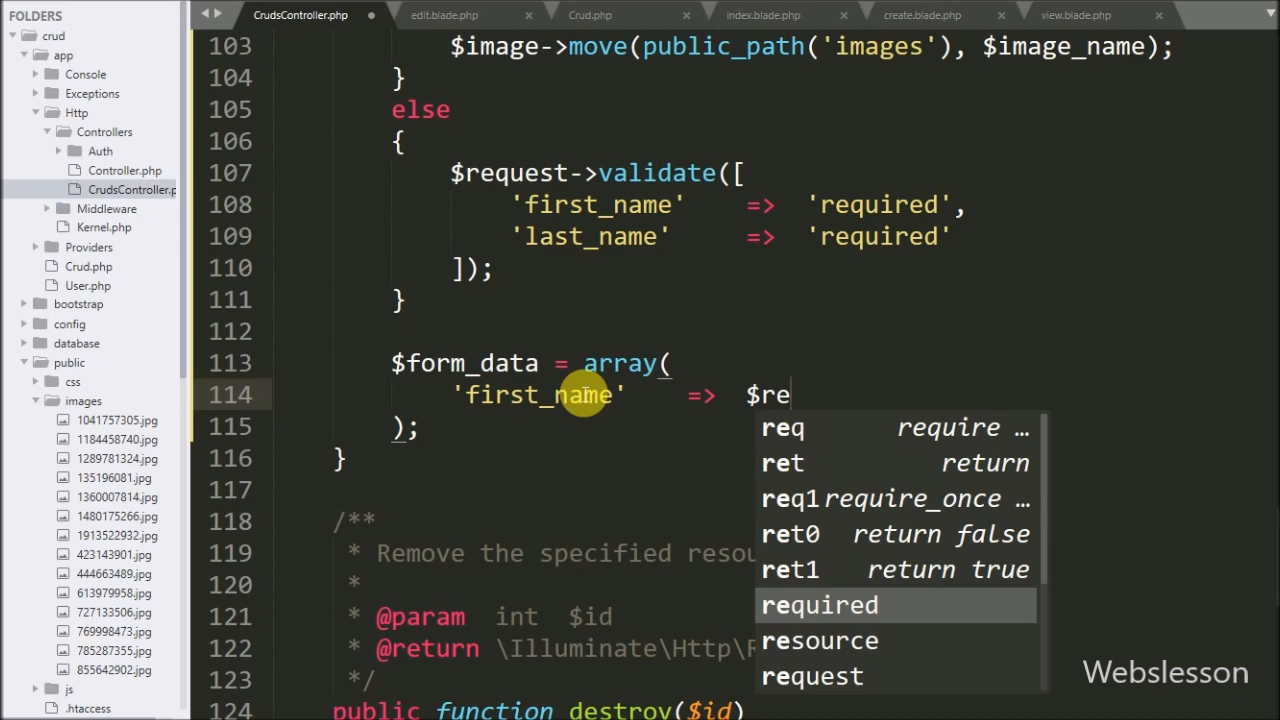 FOLDERS
crud
app
Console
Exceptions
Http
Controllers
Auth
Controller.php
CrudsController.p
Middleware
Kernel.php
Providers
Crud.php
User.php
bootstrap
config
database
public
css
images
1041757305.jpg
1184458740.jpg
1289781324.jpg
135196081.jpg
1360007814.jpg
1480175266.jpg
1913522932.jpg
423143901.jpg
444663489.jpg
613979958.jpg
727133506.jpg
769998473.jpg
785287355.jpg
855642902.jpg
js
.htaccess
CrudsController.php edit.blade.php Crud.php index.blade.php create.blade.php view.blade.php
103 $image->move(public_path('images'), $image_name);
104 }
105 else
106 {
107 $request->validate([
108 'first_name' => 'required',
109 'last_name' => 'required'
110 ]);
111 }
112
113 $form_data = array(
114 'first_name' => $re
115 );
116 }
117
118 /**
119 * Remove the specified resou
120 *
121 * @param int $id
122 * @return \Illuminate\Http\R
123 */
124 public function destroy($id)
req require …
ret return
req1 require_once …
ret0 return false
ret1 return true
required
resource
request
Webslesson